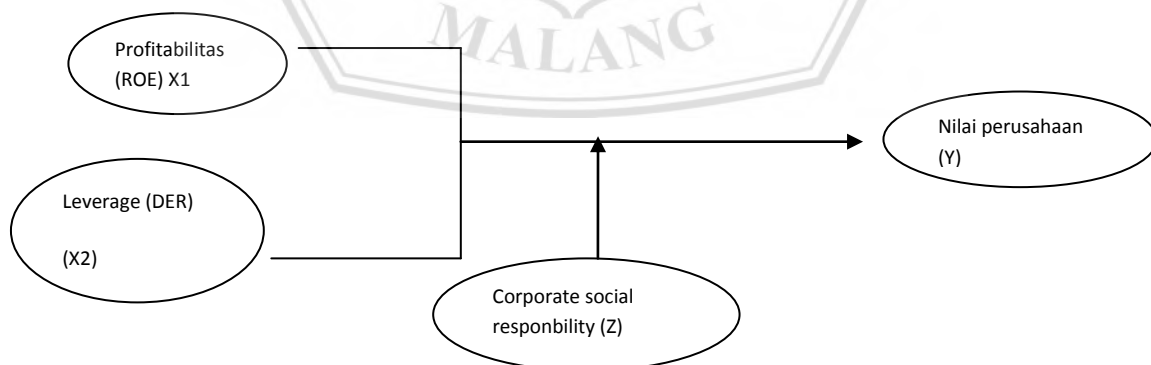 MALANG
Profitabilitas
(ROE) X1
Nilai perusahaan
(Y)
Leverage (DER)
(X2)
Corporate social
responbility (Z)